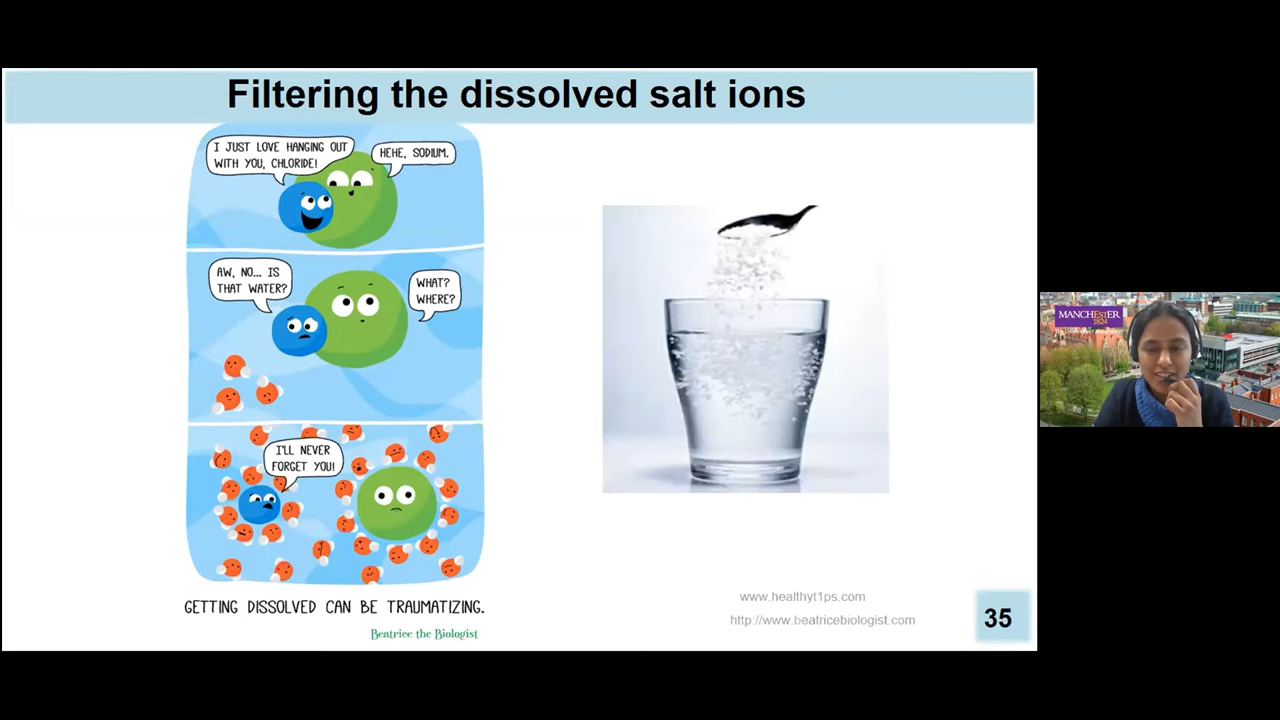 Filtering the dissolved salt ions
I JUST LOVE HANGING OUT
WITH YOU, CHLORIDE!
HEHE, SODIUM.
AW, NO... IS
THAT WATER?
WHAT?
WHERE?
I'LL NEVER
FORGET YOU!
GETTING DISSOLVED CAN BE TRAUMATIZING.
Beatrice the Biologist
www.healthyt1ps.com
http://www.beatricebiologist.com
35
MANCHESTER
1824